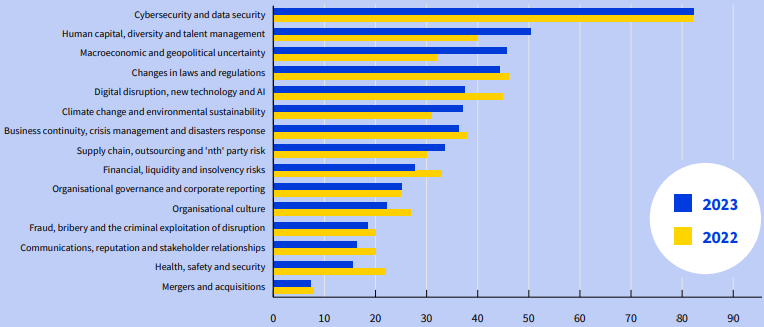 Cybersecurity and data security
Human capital, diversity and talent management
Macroeconomic and geopolitical uncertainty
Changes in laws and regulations
Digital disruption, new technology and AI
Climate change and environmental sustainability
Business continuity, crisis management and disasters response
Supply chain, outsourcing and 'nth' party risk
Financial, liquidity and insolvency risks
Organisational governance and corporate reporting
Organisational culture
Fraud, bribery and the criminal exploitation of disruption
Communications, reputation and stakeholder relationships
Health, safety and security
Mergers and acquisitions
2023
2022
0 10 20 30 40 50 60 70 80 90